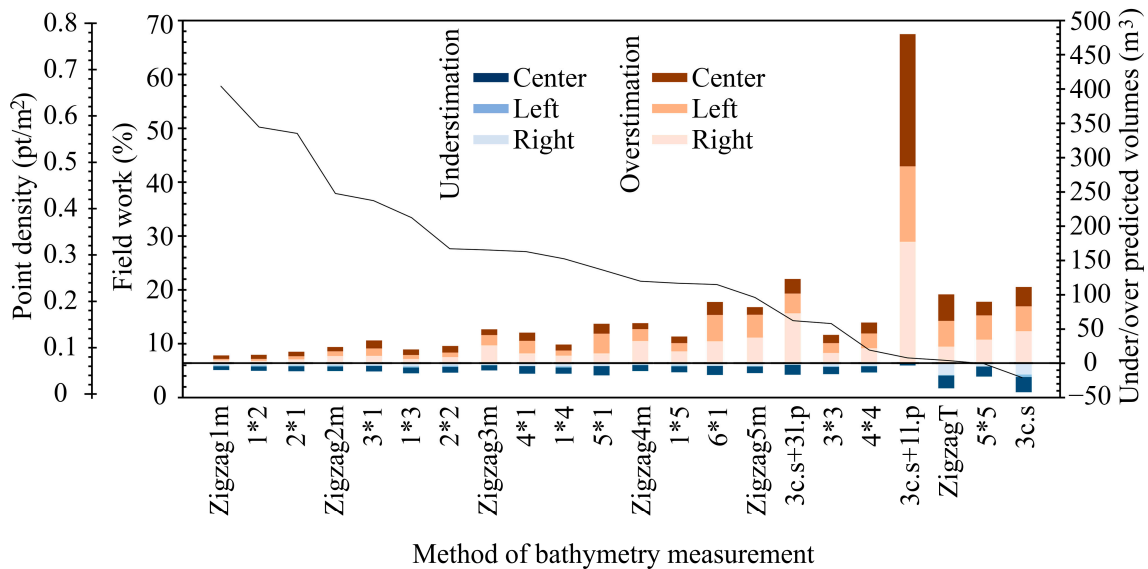 Point density (pt/m²)
0.8
0.7
0.6
0.5
0.4
0.3
0.2
0.1
0
Field work (%)
70
60
50
40
30
20
10
0
Understimation
Center
Left
Right
Overstimation
Center
Left
Right
500
450
400
350
300
250
200
150
100
50
0
−50
Under/over predicted volumes (m³)
Zigzag1m
1*2
2*1
Zigzag2m
3*1
1*3
2*2
Zigzag3m
4*1
1*4
5*1
Zigzag4m
1*5
6*1
Zigzag5m
3c.s+3l.p
3*3
4*4
3c.s+1l.p
ZigzagT
5*5
3c.s
Method of bathymetry measurement